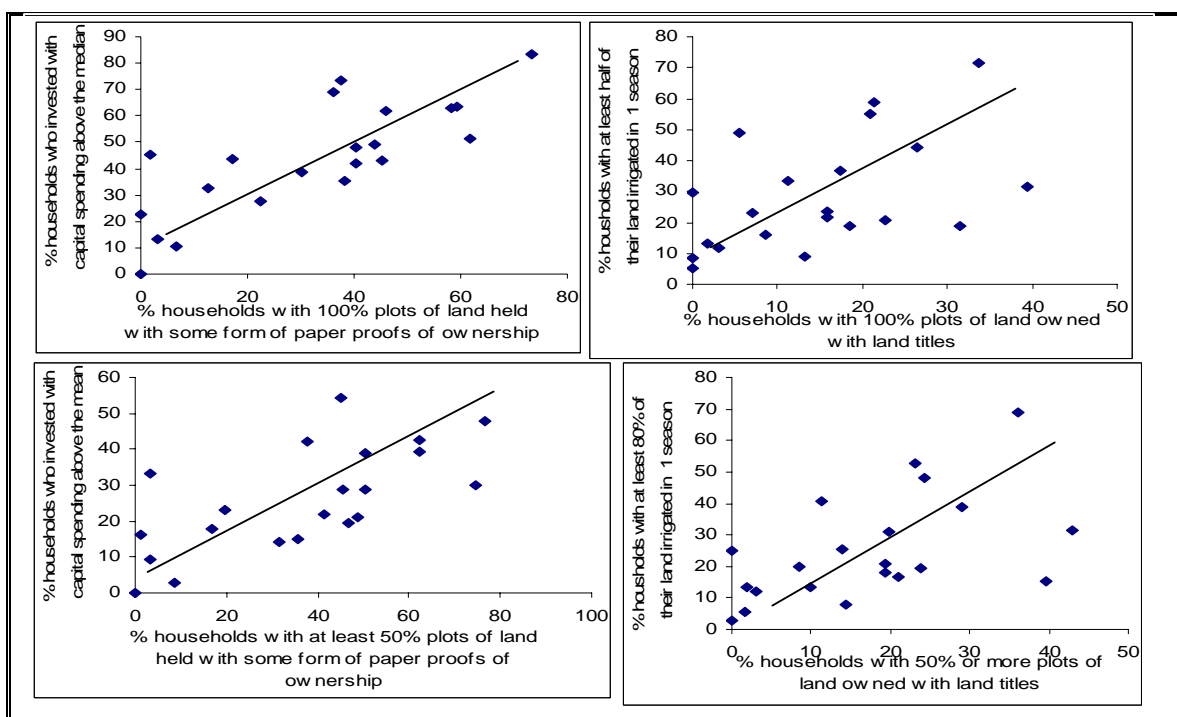 % households who invested with
capital spending above the median
90
80
70
60
50
40
30
20
10
0
0 20 40 60 80
% households with 100% plots of land held
with some form of paper proofs of ownership
% households with at least half of
their land irrigated in 1 season
80
70
60
50
40
30
20
10
0
0 10 20 30 40 50
% households with 100% plots of land owned
with land titles
% households who invested with
capital spending above the mean
60
50
40
30
20
10
0
0 20 40 60 80 100
% households with at least 50% plots of land
held with some form of paper proofs of
ownership
% housholds with at least 80% of
their land irrigated in 1 season
80
70
60
50
40
30
20
10
0
0 10 20 30 40 50
% households with 50% or more plots of
land owned with land titles